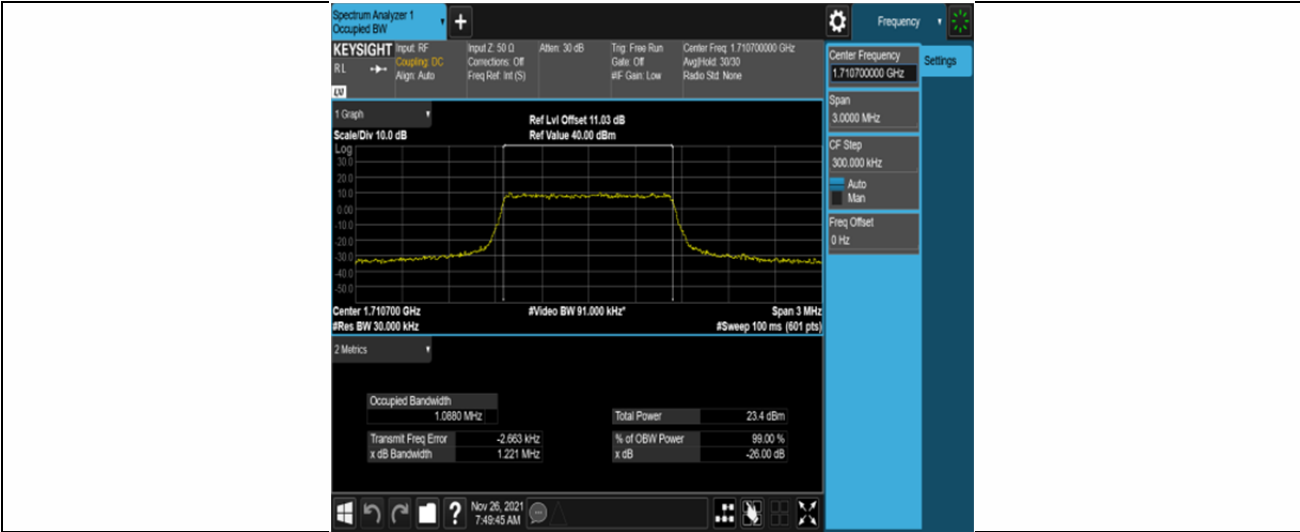 Spectrum Analyzer 1
Occupied BW
+
Frequency
KEYSIGHT
RL
Input: RF
Coupling: DC
Align: Auto
Input Z: 50 Ω
Corrections: Off
Freq Ref: Int (S)
Atten: 30 dB
Trig: Free Run
Gate: Off
#IF Gain: Low
Center Freq: 1.710700000 GHz
Avg|Hold: 30/30
Radio Std: None
Center Frequency
1.710700000 GHz
Settings
Span
3.0000 MHz
CF Step
300.000 kHz
Auto
Man
Freq Offset
0 Hz
1 Graph
Scale/Div 10.0 dB
Ref Lvl Offset 11.03 dB
Ref Value 40.00 dBm
Log
30.0
20.0
10.0
0.00
-10.0
-20.0
-30.0
-40.0
-50.0
Center 1.710700 GHz
#Video BW 91.000 kHz*
Span 3 MHz
#Res BW 30.000 kHz
#Sweep 100 ms (601 pts)
2 Metrics
Occupied Bandwidth
1.0880 MHz
Total Power 23.4 dBm
Transmit Freq Error -2.663 kHz
% of OBW Power 99.00 %
x dB Bandwidth 1.221 MHz
x dB -26.00 dB
?
Nov 26, 2021
7:49:45 AM